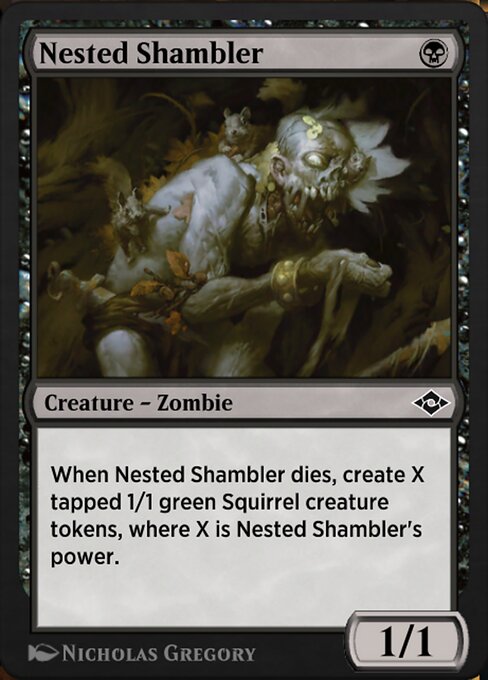 Nested Shambler
Creature – Zombie
When Nested Shambler dies, create X
tapped 1/1 green Squirrel creature
tokens, where X is Nested Shambler's
power.
1/1
Nicholas Gregory